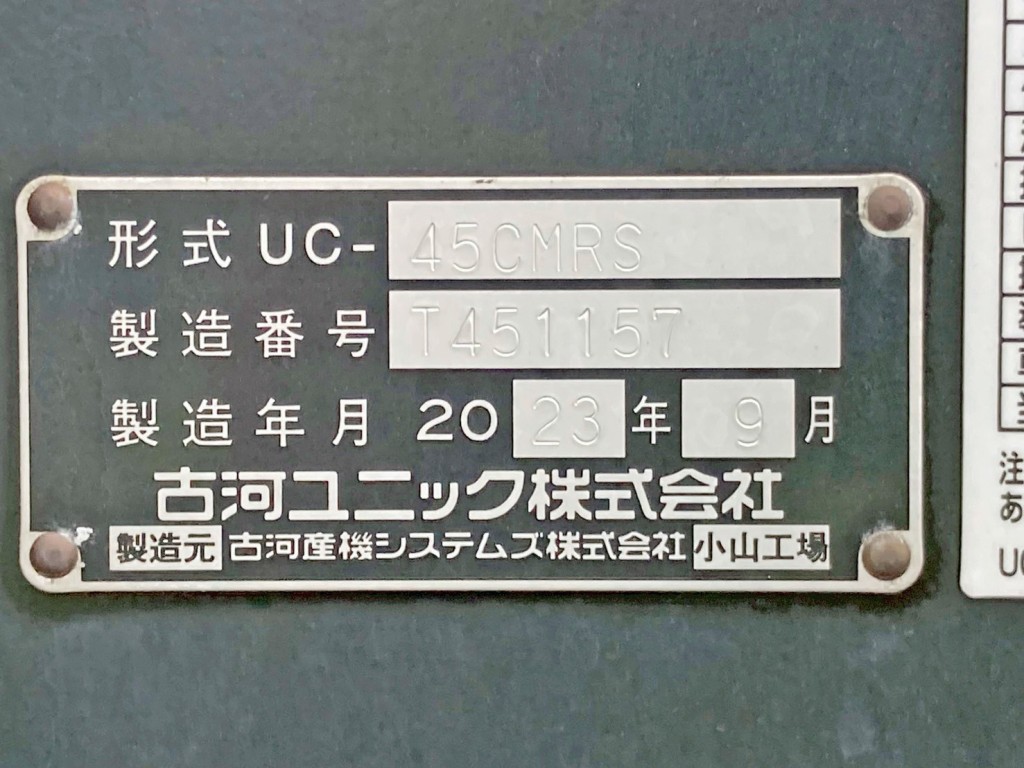 形式 UC-45CMRS
製造番号 T451157
製造年月 2023年9月
古河ユニック株式会社
製造元 古河産機システムズ株式会社 小山工場
注
あ